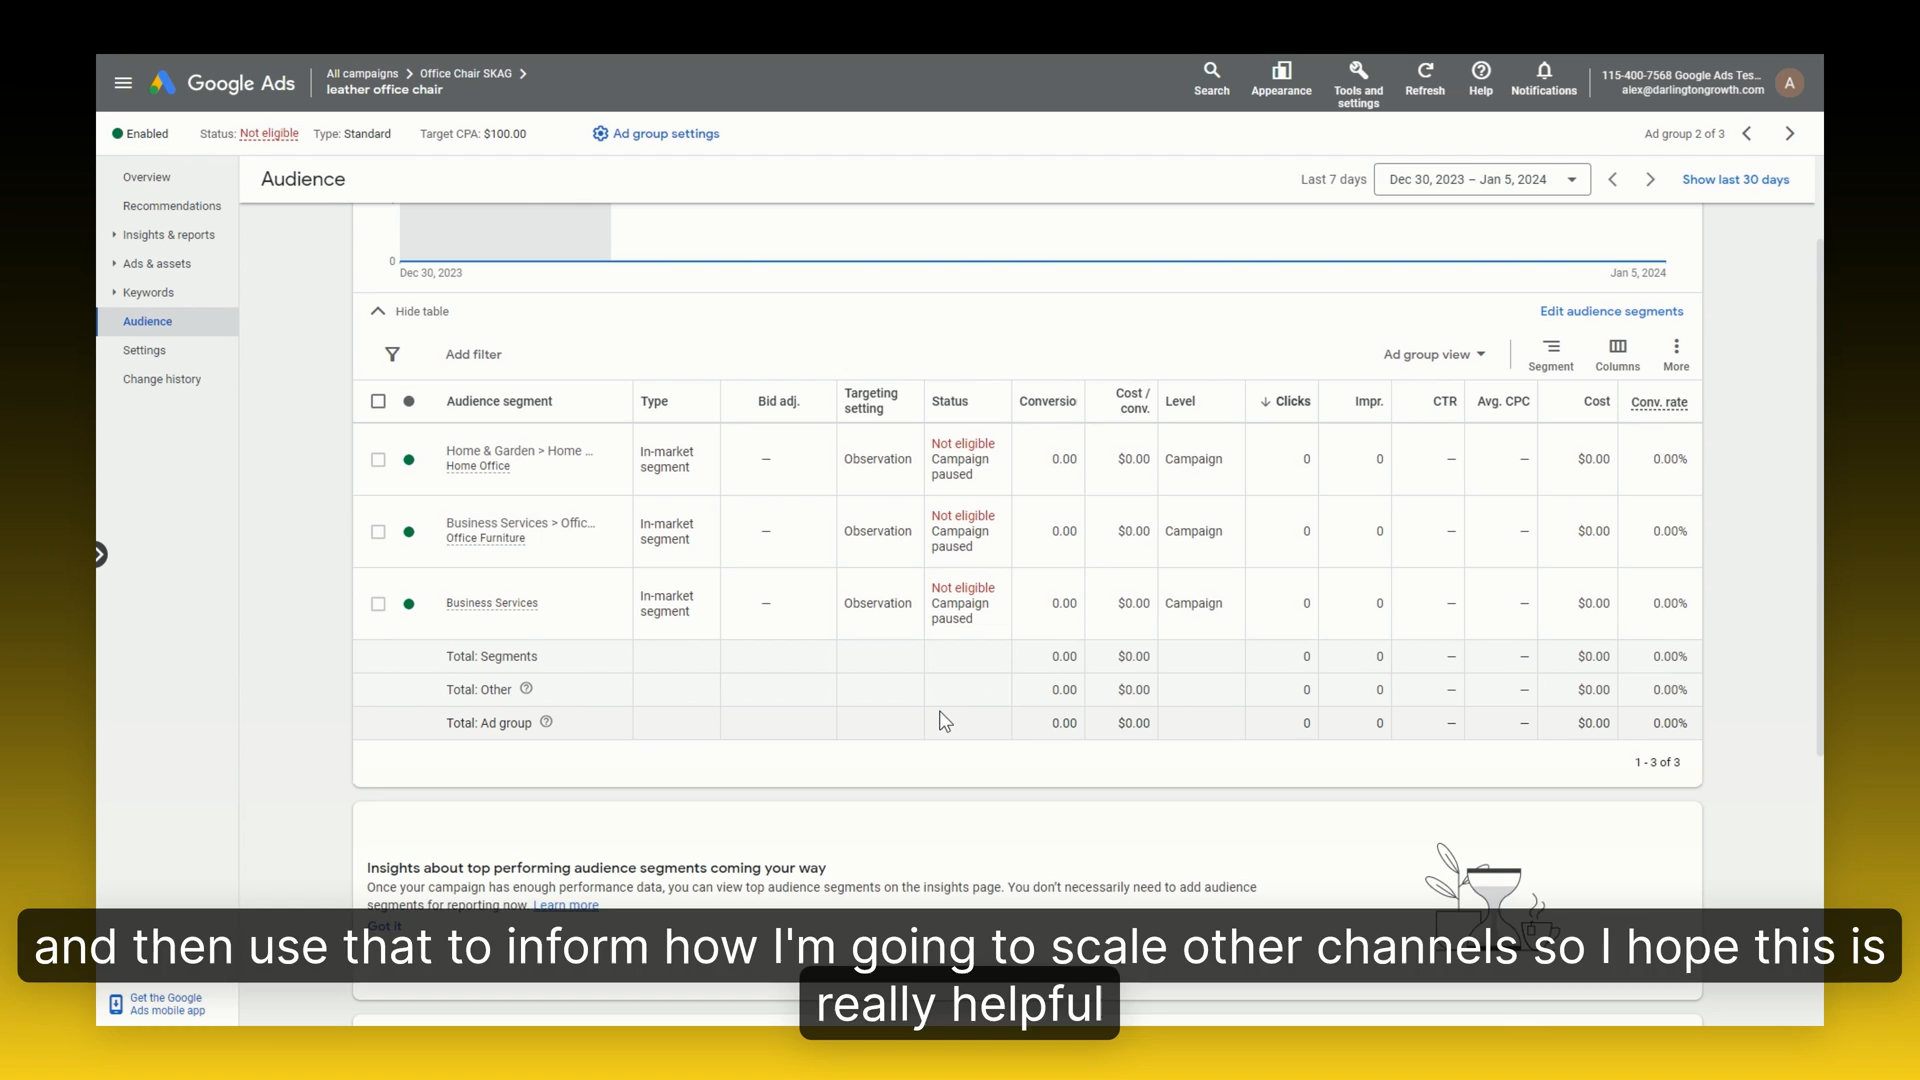 Google Ads
All campaigns > Office Chair SKAG >
leather office chair
Search
Appearance
Tools and settings
Refresh
Help
Notifications
115-400-7568 Google Ads Tes...
alex@darlingtongrowth.com
A
Enabled
Status: Not eligible
Type: Standard
Target CPA: $100.00
Ad group settings
Ad group 2 of 3
Overview
Recommendations
Insights & reports
Ads & assets
Keywords
Audience
Settings
Change history
Audience
Last 7 days
Dec 30, 2023 – Jan 5, 2024
Show last 30 days
0
Dec 30, 2023
Jan 5, 2024
Hide table
Edit audience segments
Add filter
Ad group view
Segment
Columns
More
Audience segment Type Bid adj. Targeting setting Status Conversio Cost / conv. Level Clicks Impr. CTR Avg. CPC Cost Conv. rate
Home & Garden > Home ... Home Office In-market segment — Observation Not eligible Campaign paused 0.00 $0.00 Campaign 0 0 — — $0.00 0.00%
Business Services > Offic... Office Furniture In-market segment — Observation Not eligible Campaign paused 0.00 $0.00 Campaign 0 0 — — $0.00 0.00%
Business Services In-market segment — Observation Not eligible Campaign paused 0.00 $0.00 Campaign 0 0 — — $0.00 0.00%
Total: Segments 0.00 $0.00 0 0 — — $0.00 0.00%
Total: Other 0.00 $0.00 0 0 — — $0.00 0.00%
Total: Ad group 0.00 $0.00 0 0 — — $0.00 0.00%
1 - 3 of 3
Insights about top performing audience segments coming your way
Once your campaign has enough performance data, you can view top audience segments on the insights page. You don't necessarily need to add audience
segments for reporting now. Learn more
Got it
and then use that to inform how I'm going to scale other channels so I hope this is
really helpful
Get the Google
Ads mobile app